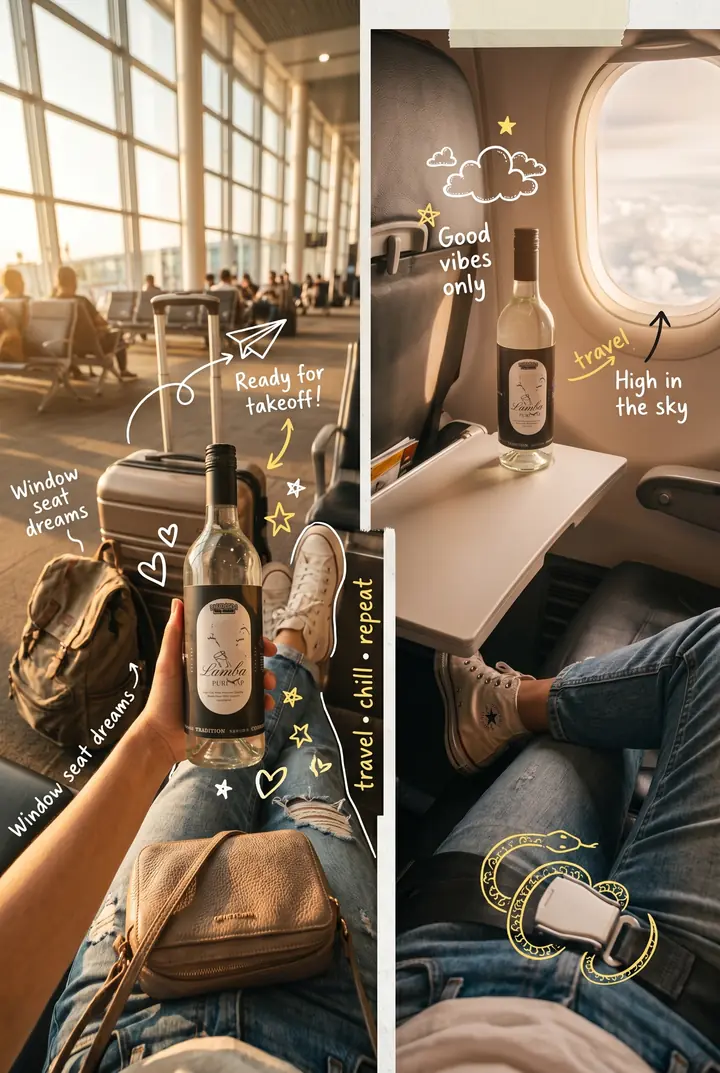 Ready for
takeoff!
Window
seat
dreams
Window seat dreams
travel • chill • repeat
Lamba
TRADITION
Good
vibes
only
travel
High in
the sky
Lamba